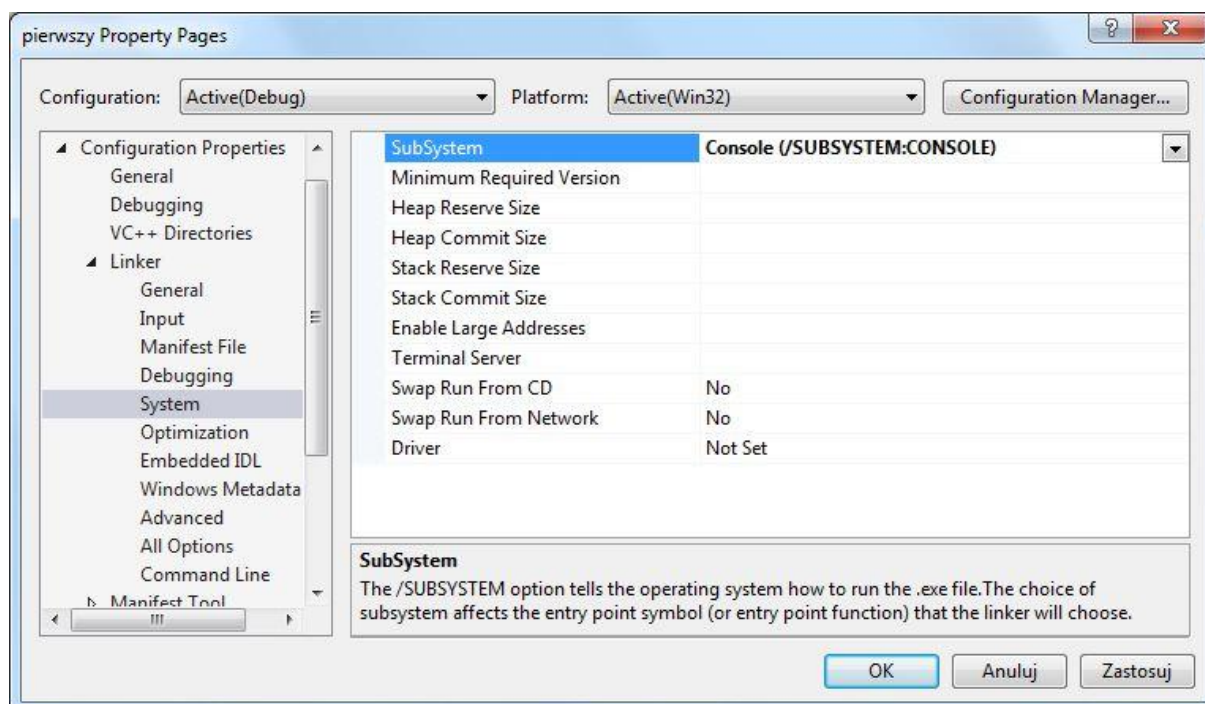 pierwszy Property Pages
Configuration: Active(Debug) Platform: Active(Win32) Configuration Manager...
Configuration Properties
General
Debugging
VC++ Directories
Linker
General
Input
Manifest File
Debugging
System
Optimization
Embedded IDL
Windows Metadata
Advanced
All Options
Command Line
Manifest Tool
SubSystem Console (/SUBSYSTEM:CONSOLE)
Minimum Required Version
Heap Reserve Size
Heap Commit Size
Stack Reserve Size
Stack Commit Size
Enable Large Addresses
Terminal Server
Swap Run From CD No
Swap Run From Network No
Driver Not Set
SubSystem
The /SUBSYSTEM option tells the operating system how to run the .exe file.The choice of
subsystem affects the entry point symbol (or entry point function) that the linker will choose.
OK Anuluj Zastosuj